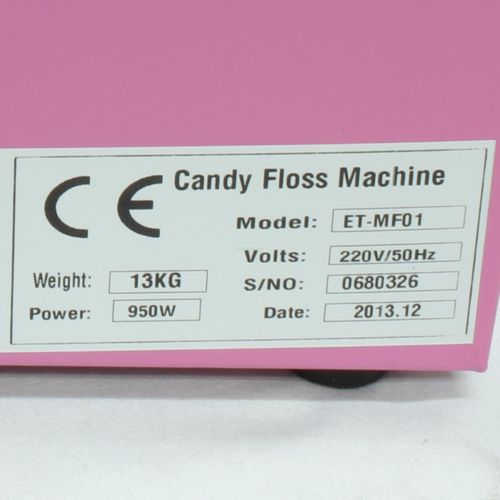 CE Candy Floss Machine
Model: ET-MF01
Volts: 220V/50Hz
Weight: 13KG S/NO: 0680326
Power: 950W Date: 2013.12